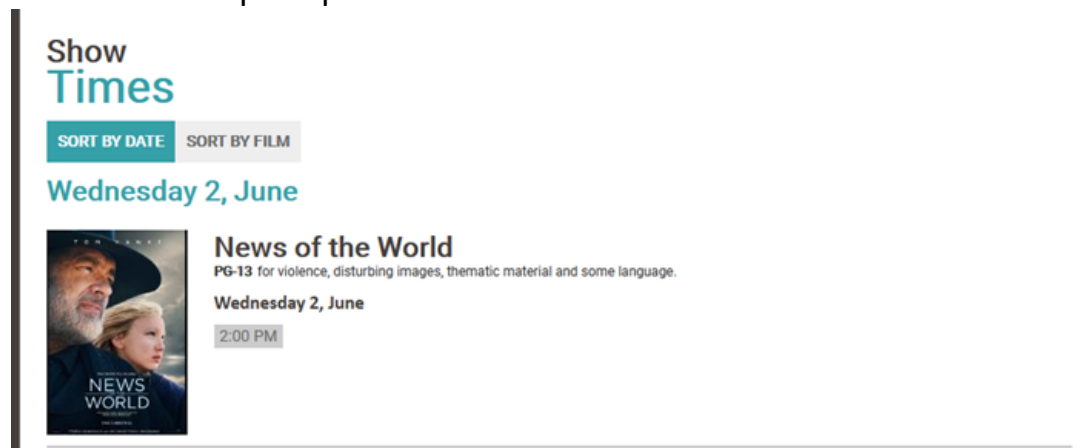 Show
Times
SORT BY DATE SORT BY FILM
Wednesday 2, June
TOM HANKS
News of the World
PG-13 for violence, disturbing images, thematic material and some language.
Wednesday 2, June
2:00 PM
NEWS
WORLD